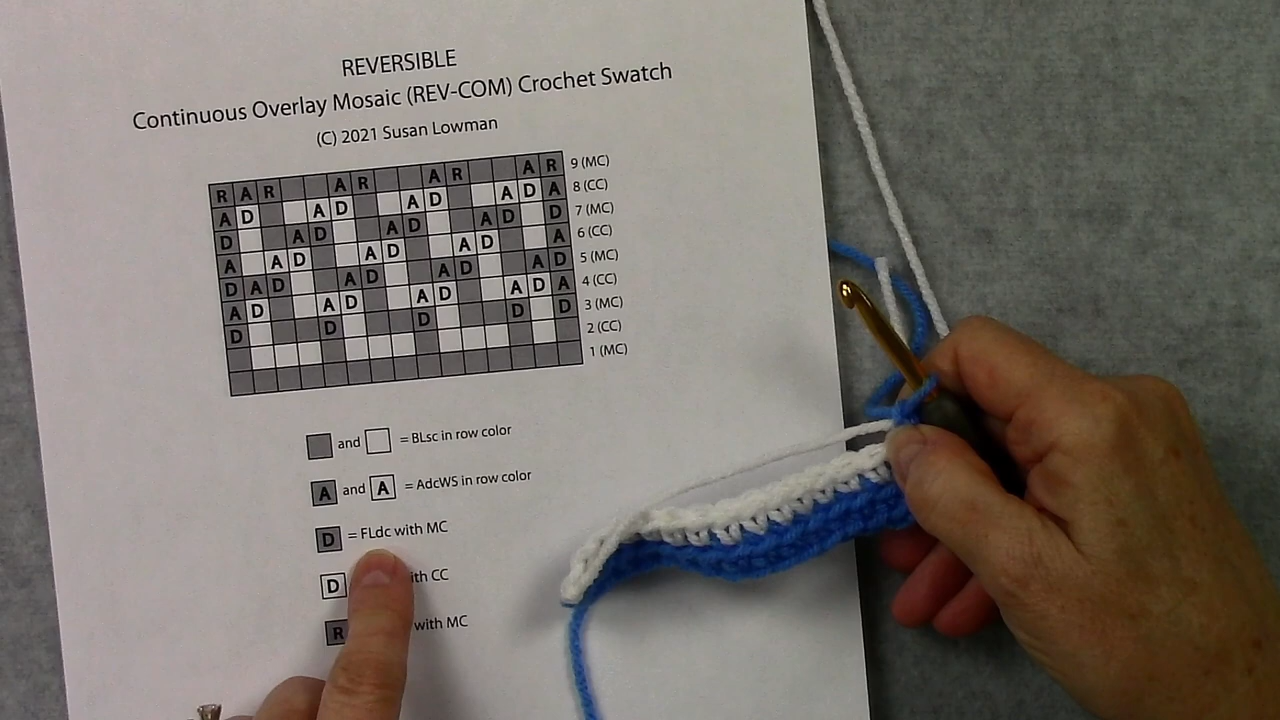 REVERSIBLE
Continuous Overlay Mosaic (REV-COM) Crochet Swatch
(C) 2021 Susan Lowman
R A R A R A R A R 9 (MC)
A D A D A D A D A 8 (CC)
D A D A D A D D 7 (MC)
A A D A D A D A 6 (CC)
D A D A D A D A D 5 (MC)
A D A D A D A D A 4 (CC)
D D D D D 3 (MC)
2 (CC)
1 (MC)
and = BLsc in row color
A and A = AdcWS in row color
D = FLdc with MC
D with CC
R with MC